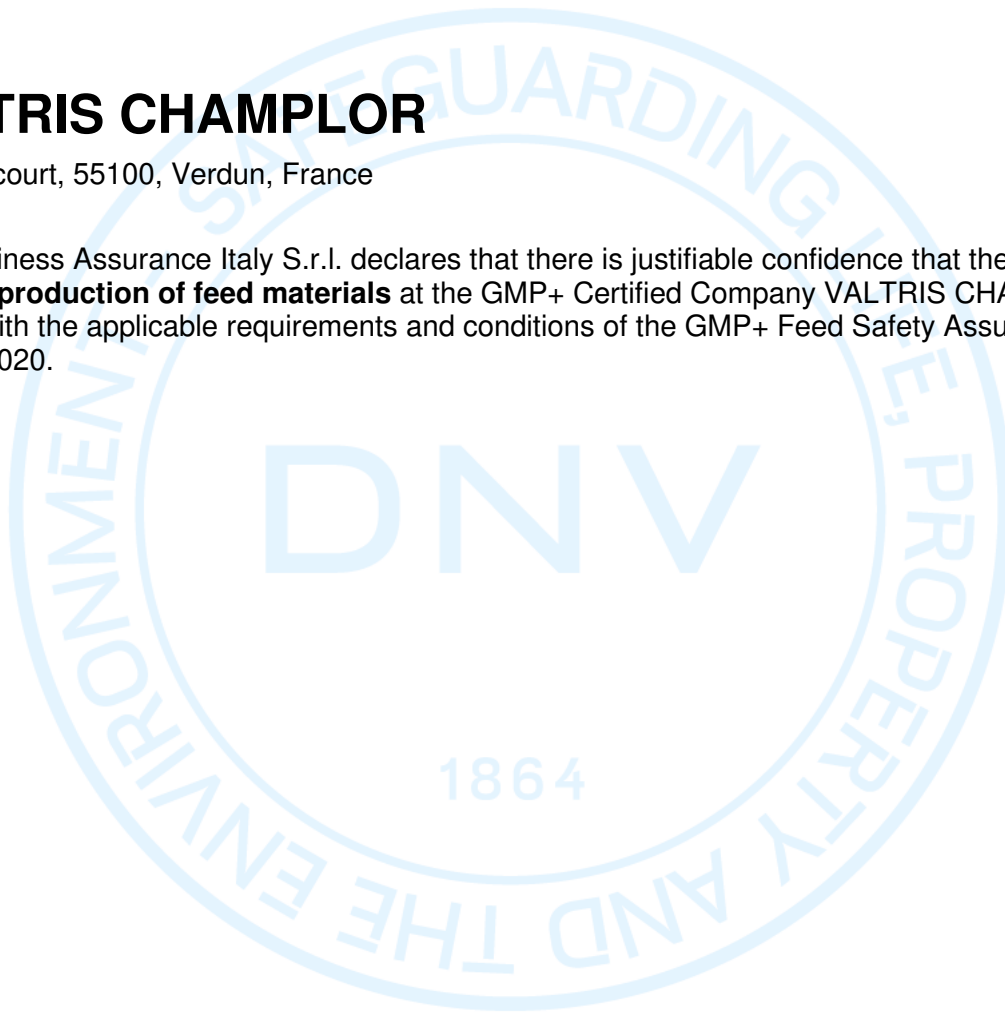 TRIS CHAMPLOR
court, 55100, Verdun, France
iness Assurance Italy S.r.l. declares that there is justifiable confidence that the
production of feed materials at the GMP+ Certified Company VALTRIS CHA
ith the applicable requirements and conditions of the GMP+ Feed Safety Assu
020.
SAFEGUARDING LIFE, PROPERTY AND THE ENVIRONMENT
DNV
1864